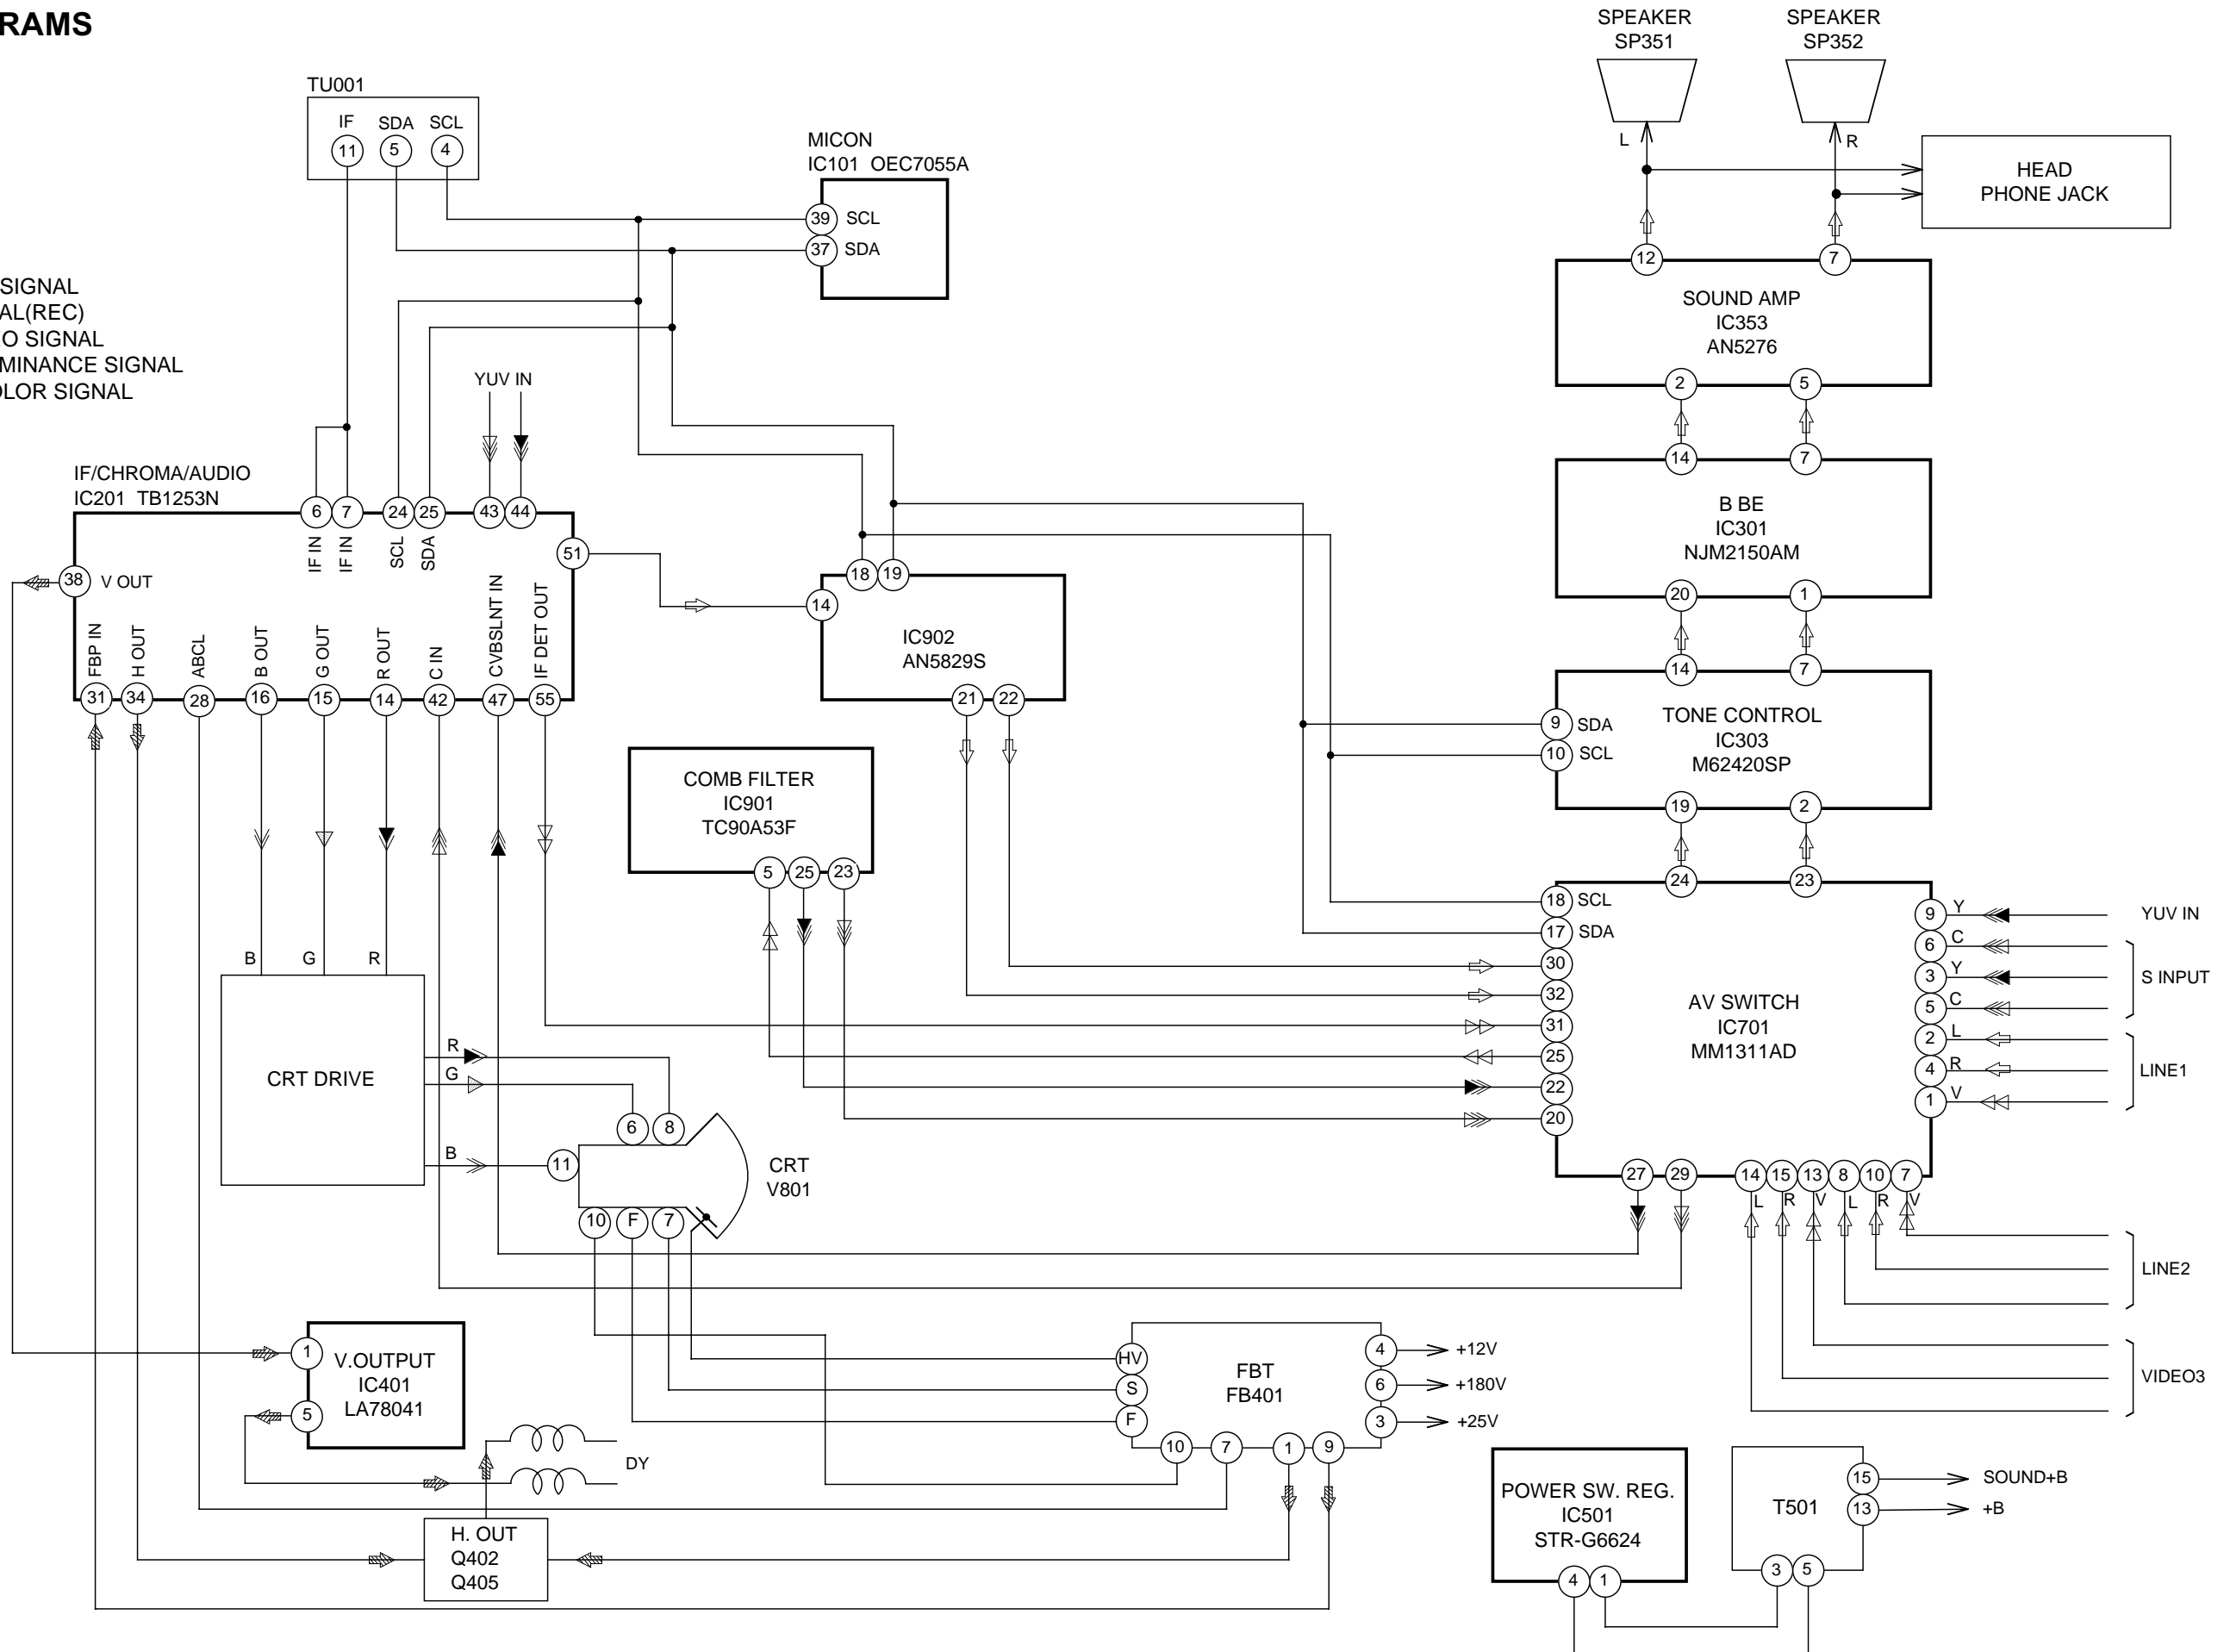 RAMS
SIGNAL
AL(REC)
O SIGNAL
MINANCE SIGNAL
OLOR SIGNAL
TU001
IF SDA SCL
11 5 4
MICON
IC101 OEC7055A
39 SCL
37 SDA
SPEAKER
SP351
SPEAKER
SP352
L
R
HEAD
PHONE JACK
12 7
SOUND AMP
IC353
AN5276
2 5
14 7
B BE
IC301
NJM2150AM
20 1
14 7
9 SDA
10 SCL
TONE CONTROL
IC303
M62420SP
19 2
YUV IN
IF/CHROMA/AUDIO
IC201 TB1253N
6 7 24 25 43 44
IF IN
IF IN
SCL
SDA
51
38 V OUT
FBP IN
H OUT
ABCL
B OUT
G OUT
R OUT
C IN
CVBSLNT IN
IF DET OUT
31 34 28 16 15 14 42 47 55
18 19
14
IC902
AN5829S
21 22
COMB FILTER
IC901
TC90A53F
5 25 23
24 23
18 SCL
17 SDA
30
32
31
25
22
20
AV SWITCH
IC701
MM1311AD
9 Y
6 C
3 Y
5 C
2 L
4 R
1 V
YUV IN
S INPUT
LINE1
27 29 14 15 13 8 10 7
L R V L R V
LINE2
VIDEO3
B G R
CRT DRIVE
R
G
B
6 8
11
CRT
V801
10 F 7
1
V.OUTPUT
IC401
LA78041
5
DY
H. OUT
Q402
Q405
HV
S
F
FBT
FB401
4 +12V
6 +180V
3 +25V
10 7 1 9
POWER SW. REG.
IC501
STR-G6624
4 1
T501
15 SOUND+B
13 +B
3 5